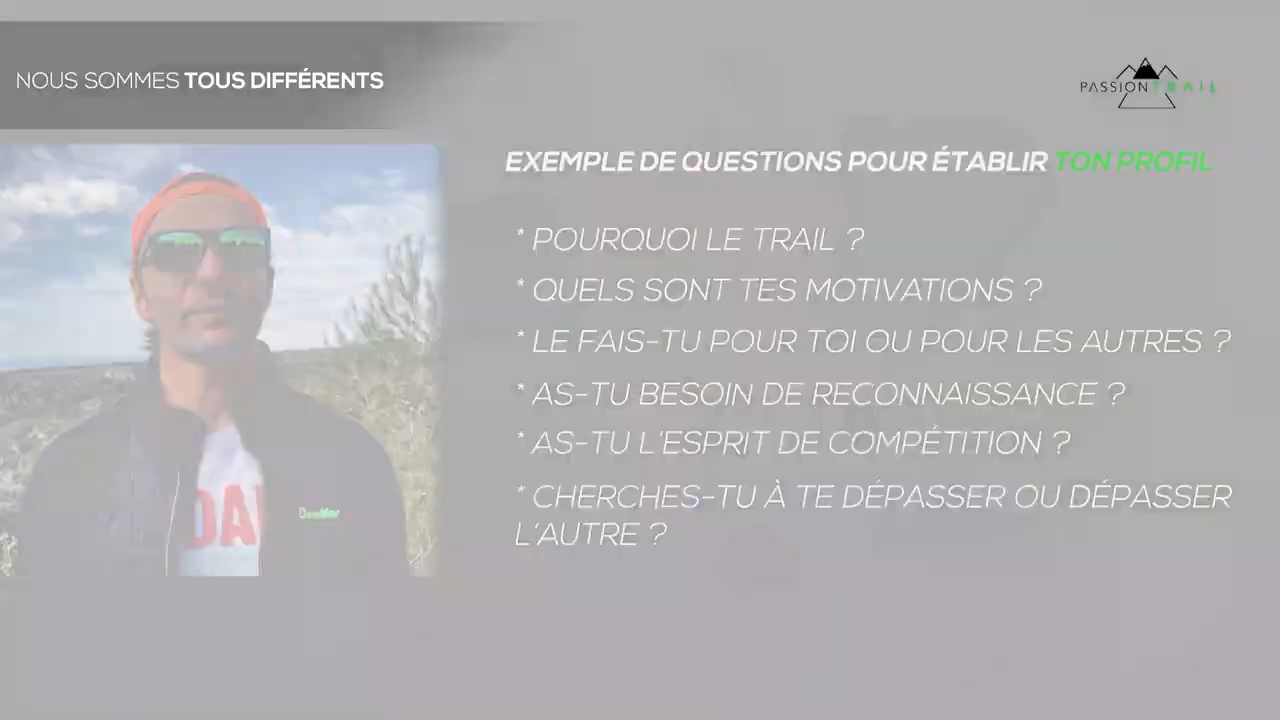 NOUS SOMMES TOUS DIFFÉRENTS
PASSION TRAIL
EXEMPLE DE QUESTIONS POUR ÉTABLIR TON PROFIL
* POURQUOI LE TRAIL ?
* QUELS SONT TES MOTIVATIONS ?
* LE FAIS-TU POUR TOI OU POUR LES AUTRES ?
* AS-TU BESOIN DE RECONNAISSANCE ?
* AS-TU L'ESPRIT DE COMPÉTITION ?
* CHERCHES-TU À TE DÉPASSER OU DÉPASSER
L'AUTRE ?